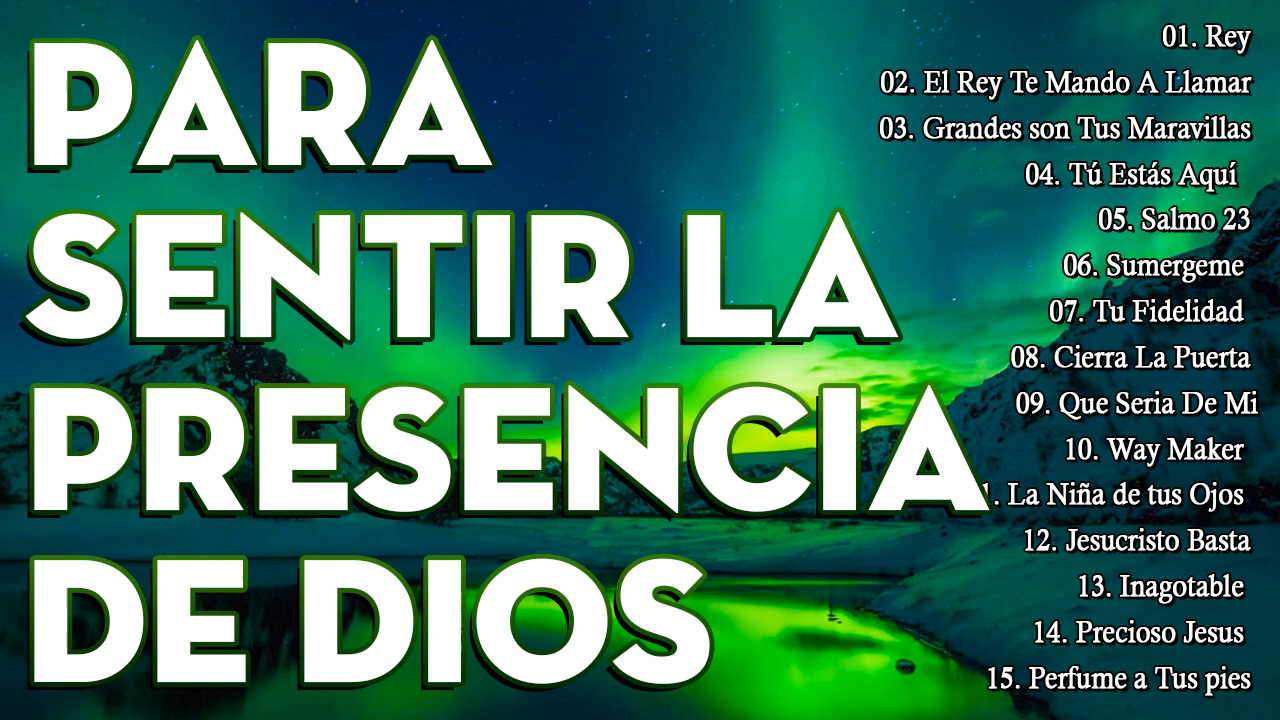 PARA
SENTIR LA
PRESENCIA
DE DIOS
01. Rey
02. El Rey Te Mando A Llamar
03. Grandes son Tus Maravillas
04. Tú Estás Aquí
05. Salmo 23
06. Sumergeme
07. Tu Fidelidad
08. Cierra La Puerta
09. Que Seria De Mi
10. Way Maker
1. La Niña de tus Ojos
12. Jesucristo Basta
13. Inagotable
14. Precioso Jesus
15. Perfume a Tus pies